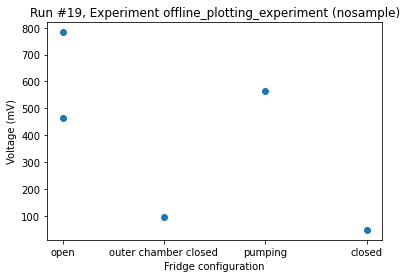 Run #19, Experiment offline_plotting_experiment (nosample)
800
700
600
500
400
300
200
100
Voltage (mV)
open outer chamber closed pumping closed
Fridge configuration